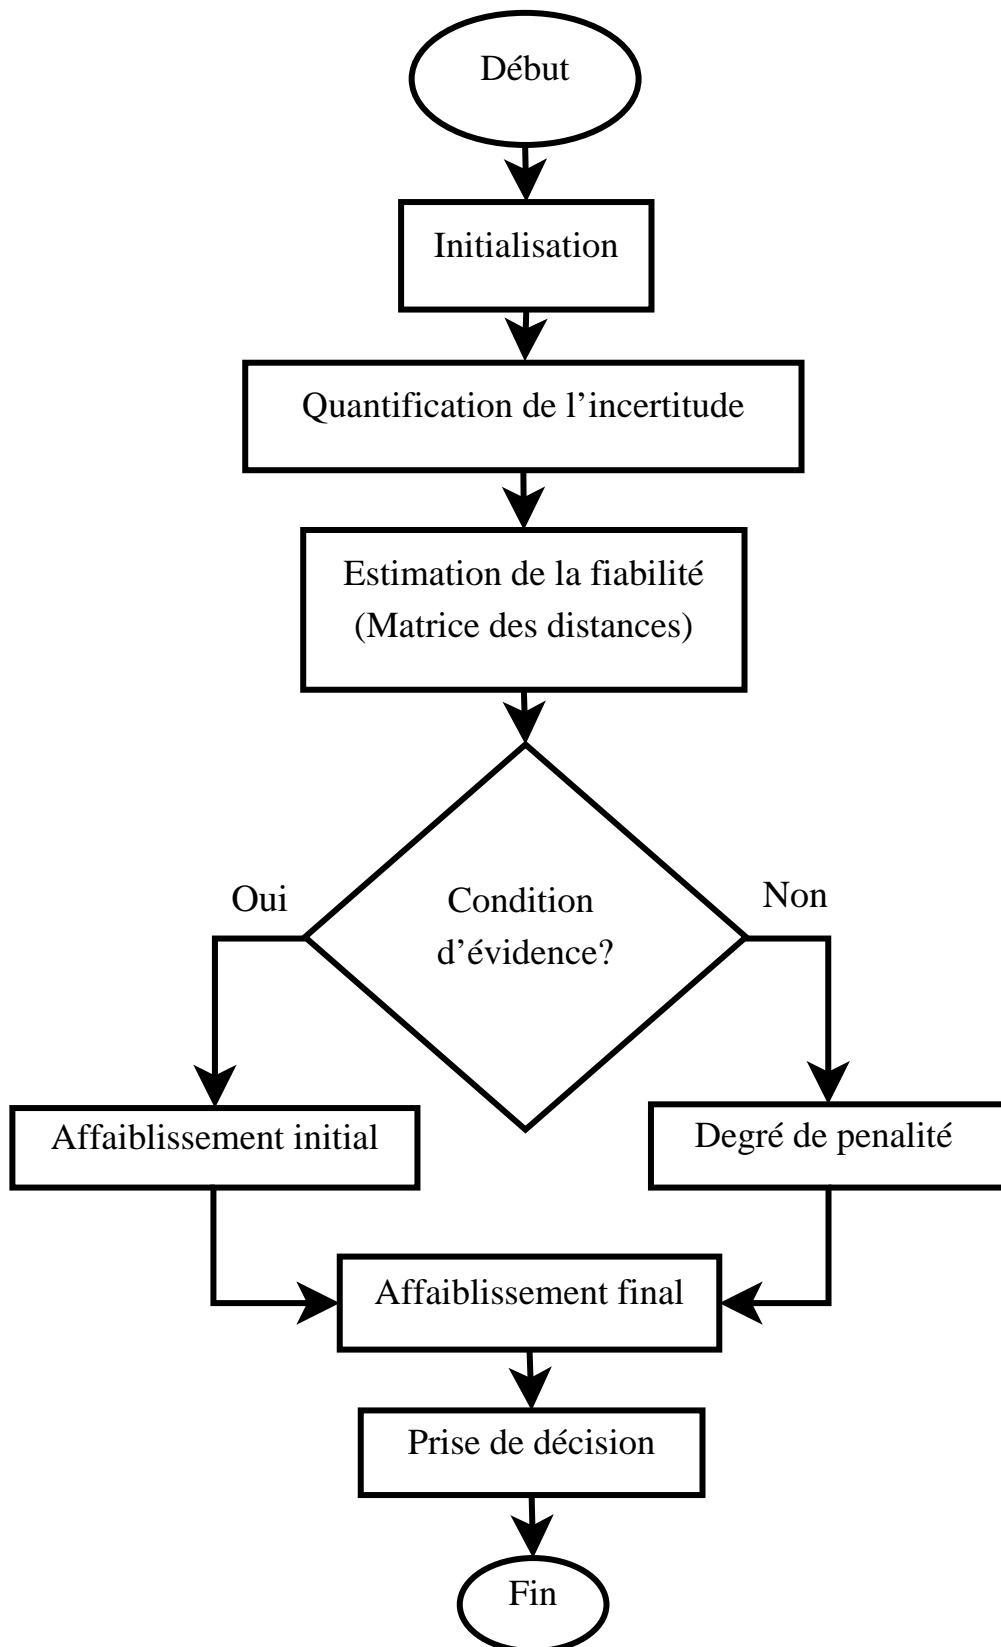 Début
Initialisation
Quantification de l’incertitude
Estimation de la fiabilité
(Matrice des distances)
Oui
Condition
d’évidence?
Non
Affaiblissement initial
Degré de penalité
Affaiblissement final
Prise de décision
Fin